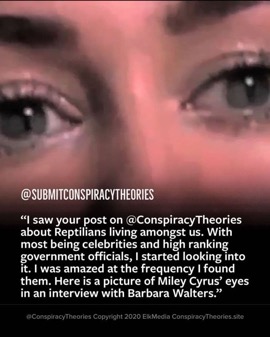 @SUBMITCONSPIRACYTHEORIES
“I saw your post on @ConspiracyTheories
about Reptilians living amongst us. With
most being celebrities and high ranking
government officials, I started looking into
it. I was amazed at the frequency I found
them. Here is a picture of Miley Cyrus’ eyes
in an interview with Barbara Walters.”
@ConspiracyTheories Copyright 2020 ElkMedia ConspiracyTheories.site